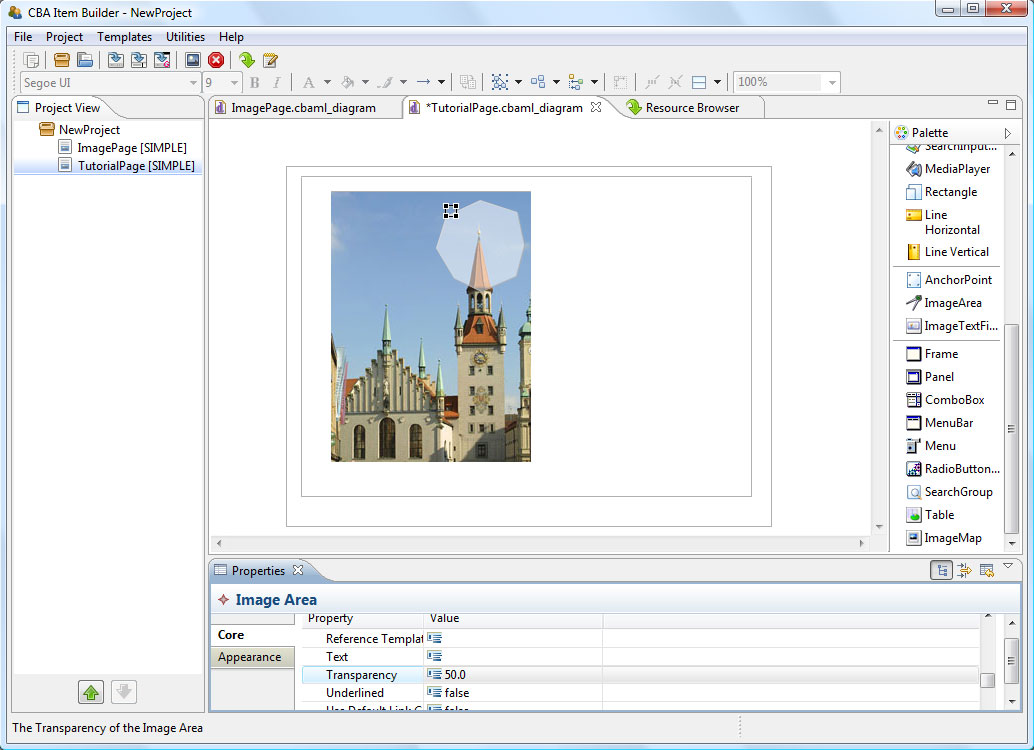 CBA Item Builder - NewProject
File Project Templates Utilities Help
Segoe UI 9 B I A 100%
Project View
NewProject
ImagePage [SIMPLE]
TutorialPage [SIMPLE]
ImagePage.cbaml_diagram *TutorialPage.cbaml_diagram Resource Browser
Palette
SearchInput...
MediaPlayer
Rectangle
Line
Horizontal
Line Vertical
AnchorPoint
ImageArea
ImageTextFi...
Frame
Panel
ComboBox
MenuBar
Menu
RadioButton...
SearchGroup
Table
ImageMap
Properties
Image Area
Core
Appearance
Property Value
Reference Templat
Text
Transparency 50.0
Underlined false
Use Default Link C false
The Transparency of the Image Area